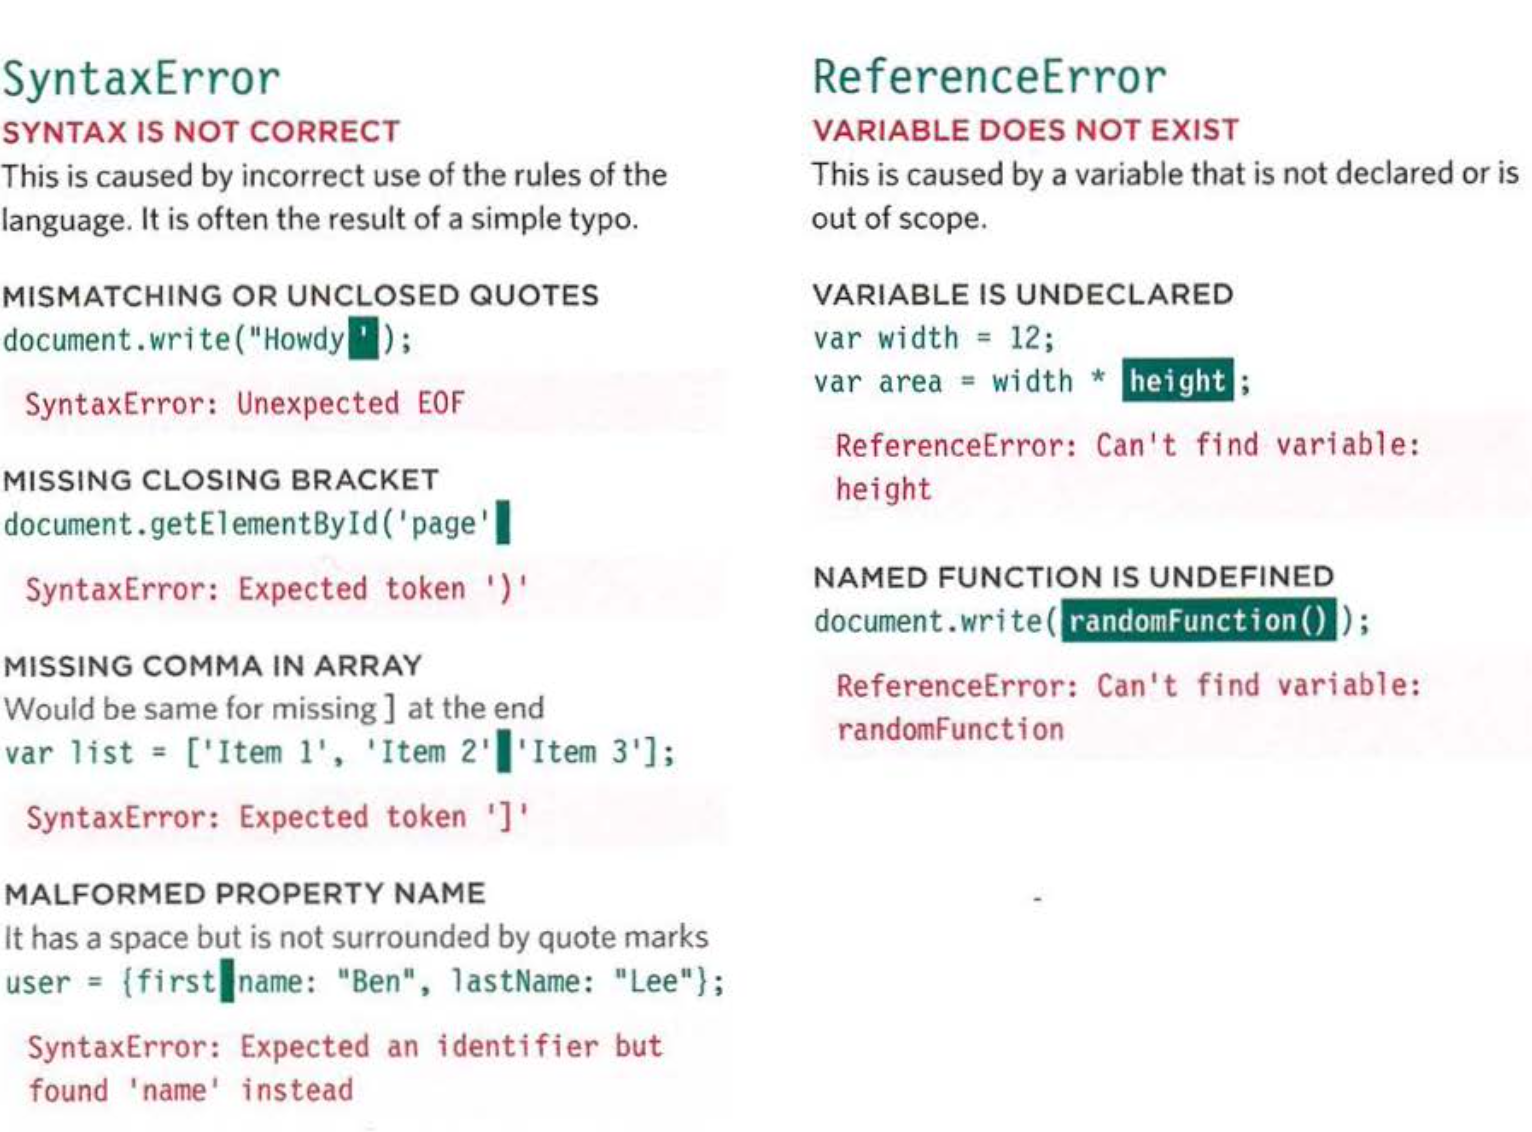 SyntaxError
SYNTAX IS NOT CORRECT
This is caused by incorrect use of the rules of the
language. It is often the result of a simple typo.
MISMATCHING OR UNCLOSED QUOTES
document.write("Howdy');
SyntaxError: Unexpected EOF
MISSING CLOSING BRACKET
document.getElementById('page'
SyntaxError: Expected token ')'
MISSING COMMA IN ARRAY
Would be same for missing ] at the end
var list = ['Item 1', 'Item 2' 'Item 3'];
SyntaxError: Expected token ']'
MALFORMED PROPERTY NAME
It has a space but is not surrounded by quote marks
user = {first name: "Ben", lastName: "Lee"};
SyntaxError: Expected an identifier but
found 'name' instead
ReferenceError
VARIABLE DOES NOT EXIST
This is caused by a variable that is not declared or is
out of scope.
VARIABLE IS UNDECLARED
var width = 12;
var area = width * height;
ReferenceError: Can't find variable:
height
NAMED FUNCTION IS UNDEFINED
document.write(randomFunction());
ReferenceError: Can't find variable:
randomFunction